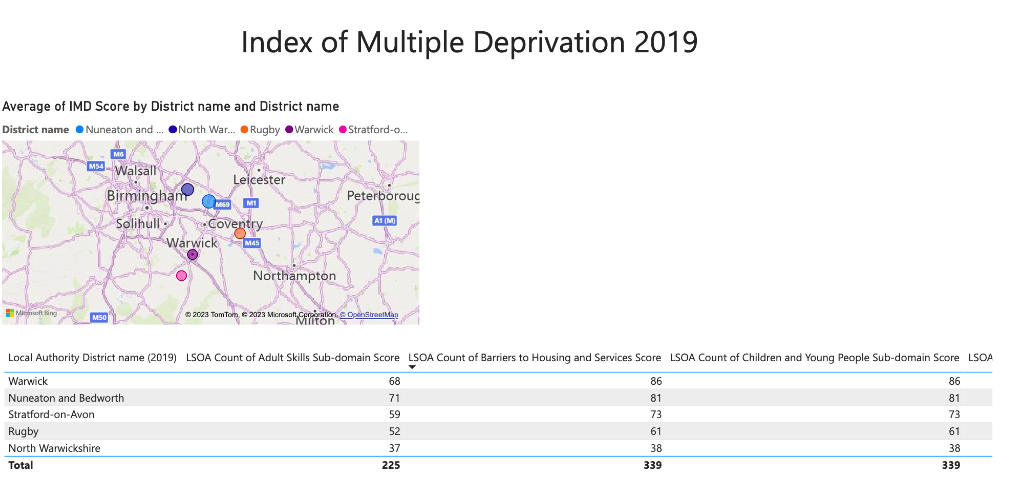 Index of Multiple Deprivation 2019
Average of IMD Score by District name and District name
District name Nuneaton and ... North War... Rugby Warwick Stratford-o...
M6
M54
Walsall
Leicester
Birmingham
Peterboroug
M69
M1
A1 (M)
Solihull
Coventry
Warwick
M45
Northampton
M50
Microsoft Bing
© 2023 TomTom, © 2023 Microsoft Corporation, © OpenStreetMap
Milton
Local Authority District name (2019) LSOA Count of Adult Skills Sub-domain Score LSOA Count of Barriers to Housing and Services Score LSOA Count of Children and Young People Sub-domain Score LSOA
Warwick 68 86 86
Nuneaton and Bedworth 71 81 81
Stratford-on-Avon 59 73 73
Rugby 52 61 61
North Warwickshire 37 38 38
Total 225 339 339